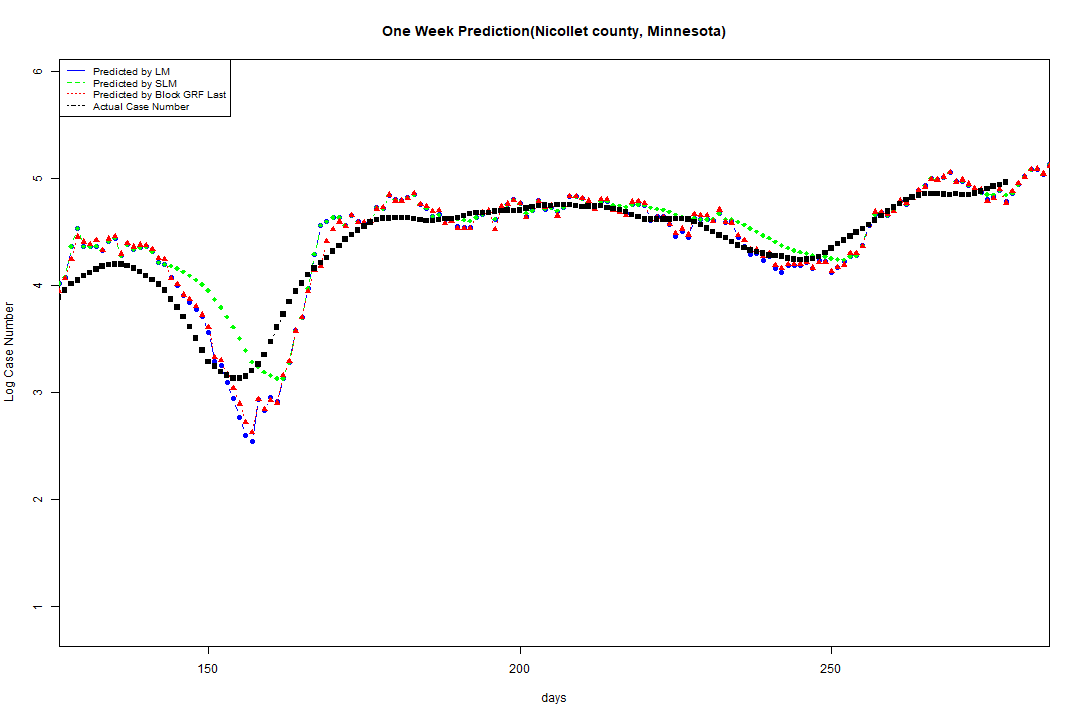 One Week Prediction(Nicollet county, Minnesota)
Predicted by LM
Predicted by SLM
Predicted by Block GRF Last
Actual Case Number
6
5
4
3
2
1
Log Case Number
150
200
250
days